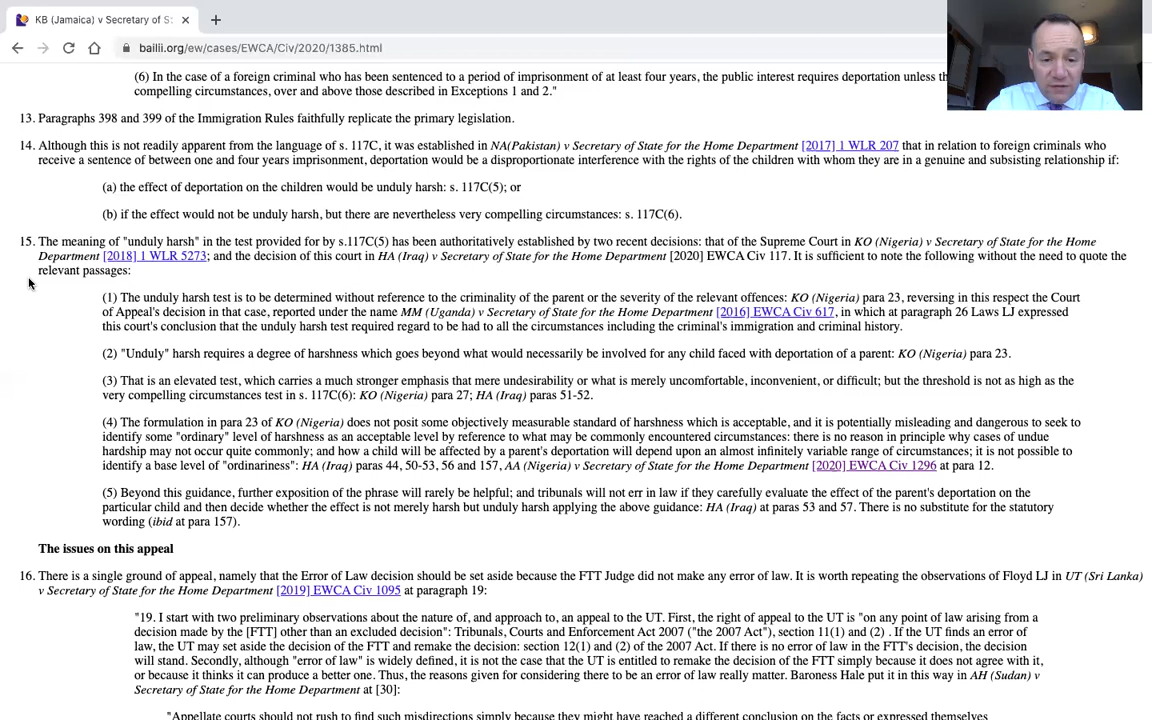 KB (Jamaica) v Secretary of St
bailii.org/ew/cases/EWCA/Civ/2020/1385.html
(6) In the case of a foreign criminal who has been sentenced to a period of imprisonment of at least four years, the public interest requires deportation unless
compelling circumstances, over and above those described in Exceptions 1 and 2."
13. Paragraphs 398 and 399 of the Immigration Rules faithfully replicate the primary legislation.
14. Although this is not readily apparent from the language of s. 117C, it was established in NA(Pakistan) v Secretary of State for the Home Department [2017] 1 WLR 207 that in relation to foreign criminals who
receive a sentence of between one and four years imprisonment, deportation would be a disproportionate interference with the rights of the children with whom they are in a genuine and subsisting relationship if:
(a) the effect of deportation on the children would be unduly harsh: s. 117C(5); or
(b) if the effect would not be unduly harsh, but there are nevertheless very compelling circumstances: s. 117C(6).
15. The meaning of "unduly harsh" in the test provided for by s.117C(5) has been authoritatively established by two recent decisions: that of the Supreme Court in KO (Nigeria) v Secretary of State for the Home
Department [2018] 1 WLR 5273; and the decision of this court in HA (Iraq) v Secretary of State for the Home Department [2020] EWCA Civ 117. It is sufficient to note the following without the need to quote the
relevant passages:
(1) The unduly harsh test is to be determined without reference to the criminality of the parent or the severity of the relevant offences: KO (Nigeria) para 23, reversing in this respect the Court
of Appeal's decision in that case, reported under the name MM (Uganda) v Secretary of State for the Home Department [2016] EWCA Civ 617, in which at paragraph 26 Laws LJ expressed
this court's conclusion that the unduly harsh test required regard to be had to all the circumstances including the criminal's immigration and criminal history.
(2) "Unduly" harsh requires a degree of harshness which goes beyond what would necessarily be involved for any child faced with deportation of a parent: KO (Nigeria) para 23.
(3) That is an elevated test, which carries a much stronger emphasis that mere undesirability or what is merely uncomfortable, inconvenient, or difficult; but the threshold is not as high as the
very compelling circumstances test in s. 117C(6): KO (Nigeria) para 27; HA (Iraq) paras 51-52.
(4) The formulation in para 23 of KO (Nigeria) does not posit some objectively measurable standard of harshness which is acceptable, and it is potentially misleading and dangerous to seek to
identify some "ordinary" level of harshness as an acceptable level by reference to what may be commonly encountered circumstances: there is no reason in principle why cases of undue
hardship may not occur quite commonly; and how a child will be affected by a parent's deportation will depend upon an almost infinitely variable range of circumstances; it is not possible to
identify a base level of "ordinariness": HA (Iraq) paras 44, 50-53, 56 and 157, AA (Nigeria) v Secretary of State for the Home Department [2020] EWCA Civ 1296 at para 12.
(5) Beyond this guidance, further exposition of the phrase will rarely be helpful; and tribunals will not err in law if they carefully evaluate the effect of the parent's deportation on the
particular child and then decide whether the effect is not merely harsh but unduly harsh applying the above guidance: HA (Iraq) at paras 53 and 57. There is no substitute for the statutory
wording (ibid at para 157).
The issues on this appeal
16. There is a single ground of appeal, namely that the Error of Law decision should be set aside because the FTT Judge did not make any error of law. It is worth repeating the observations of Floyd LJ in UT (Sri Lanka)
v Secretary of State for the Home Department [2019] EWCA Civ 1095 at paragraph 19:
"19. I start with two preliminary observations about the nature of, and approach to, an appeal to the UT. First, the right of appeal to the UT is "on any point of law arising from a
decision made by the [FTT] other than an excluded decision": Tribunals, Courts and Enforcement Act 2007 ("the 2007 Act"), section 11(1) and (2) . If the UT finds an error of
law, the UT may set aside the decision of the FTT and remake the decision: section 12(1) and (2) of the 2007 Act. If there is no error of law in the FTT's decision, the decision
will stand. Secondly, although "error of law" is widely defined, it is not the case that the UT is entitled to remake the decision of the FTT simply because it does not agree with it,
or because it thinks it can produce a better one. Thus, the reasons given for considering there to be an error of law really matter. Baroness Hale put it in this way in AH (Sudan) v
Secretary of State for the Home Department at [30]:
"Appellate courts should not rush to find such misdirections simply because they might have reached a different conclusion on the facts or expressed themselves